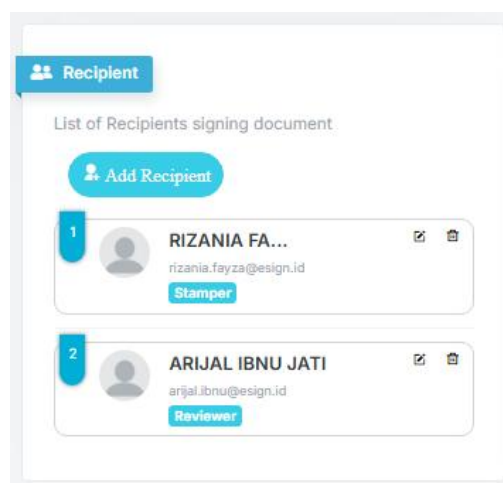 Recipient
List of Recipients signing document
Add Recipient
1
RIZANIA FA...
rizania.fayza@esign.id
Stamper
2
ARIJAL IBNU JATI
arijal.ibnu@esign.id
Reviewer